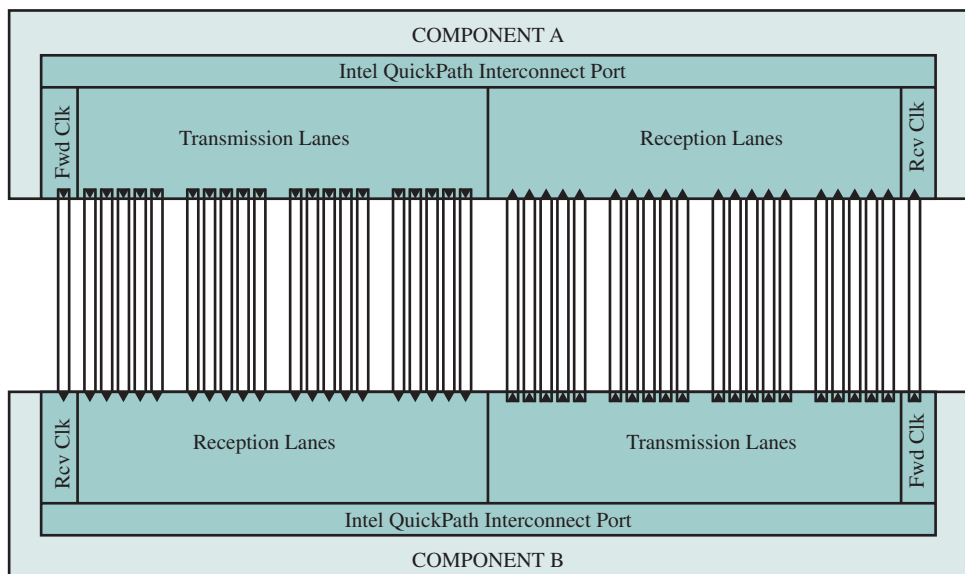 COMPONENT A
Intel QuickPath Interconnect Port
Fwd Clk
Transmission Lanes
Reception Lanes
Rcv Clk
Rcv Clk
Reception Lanes
Transmission Lanes
Fwd Clk
Intel QuickPath Interconnect Port
COMPONENT B